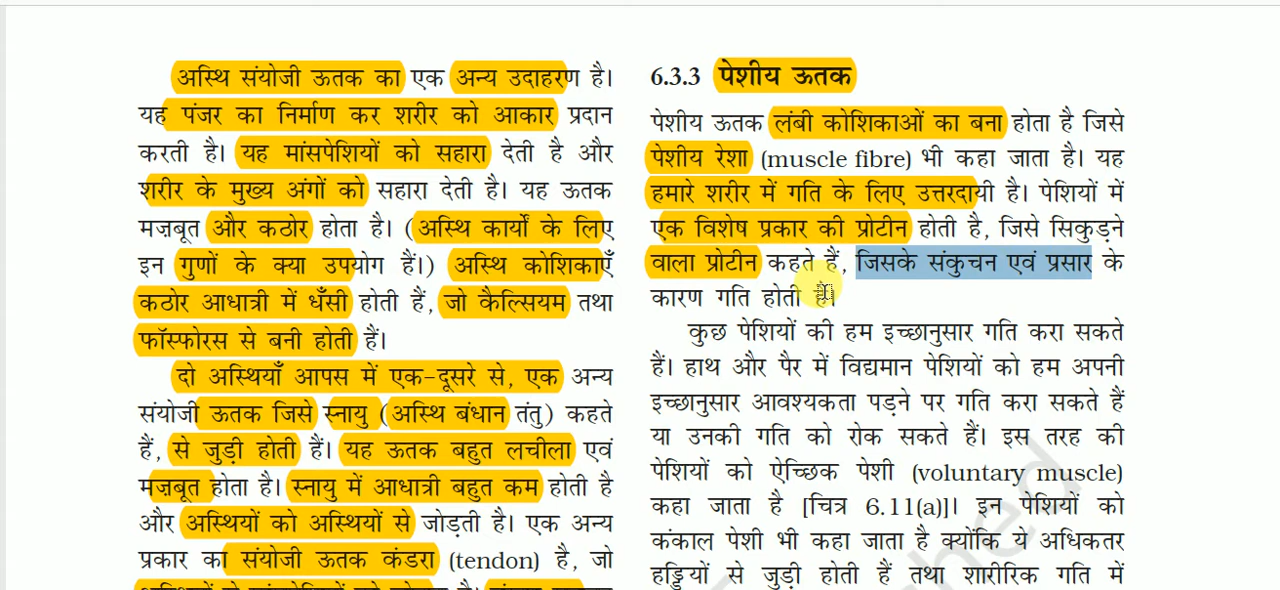 अस्थि संयोजी ऊतक का एक अन्य उदाहरण है।
यह पंजर का निर्माण कर शरीर को आकार प्रदान
करती है। यह मांसपेशियों को सहारा देती है और
शरीर के मुख्य अंगों को सहारा देती है। यह ऊतक
मजबूत और कठोर होता है। (अस्थि कार्यों के लिए
इन गुणों के क्या उपयोग हैं।) अस्थि कोशिकाएँ
कठोर आधात्री में धँसी होती हैं, जो कैल्सियम तथा
फॉस्फोरस से बनी होती हैं।
दो अस्थियाँ आपस में एक-दूसरे से, एक अन्य
संयोजी ऊतक जिसे स्नायु (अस्थि बंधान तंतु) कहते
हैं, से जुड़ी होती हैं। यह ऊतक बहुत लचीला एवं
मजबूत होता है। स्नायु में आधात्री बहुत कम होती है
और अस्थियों को अस्थियों से जोड़ती है। एक अन्य
प्रकार का संयोजी ऊतक कंडरा (tendon) है, जो
6.3.3 पेशीय ऊतक
पेशीय ऊतक लंबी कोशिकाओं का बना होता है जिसे
पेशीय रेशा (muscle fibre) भी कहा जाता है। यह
हमारे शरीर में गति के लिए उत्तरदायी है। पेशियों में
एक विशेष प्रकार की प्रोटीन होती है, जिसे सिकुड़ने
वाला प्रोटीन कहते हैं, जिसके संकुचन एवं प्रसार के
कारण गति होती है।
कुछ पेशियों की हम इच्छानुसार गति करा सकते
हैं। हाथ और पैर में विद्यमान पेशियों को हम अपनी
इच्छानुसार आवश्यकता पड़ने पर गति करा सकते हैं
या उनकी गति को रोक सकते हैं। इस तरह की
पेशियों को ऐच्छिक पेशी (voluntary muscle)
कहा जाता है [चित्र 6.11(a)]। इन पेशियों को
कंकाल पेशी भी कहा जाता है क्योंकि ये अधिकतर
हड्डियों से जुड़ी होती हैं तथा शारीरिक गति में